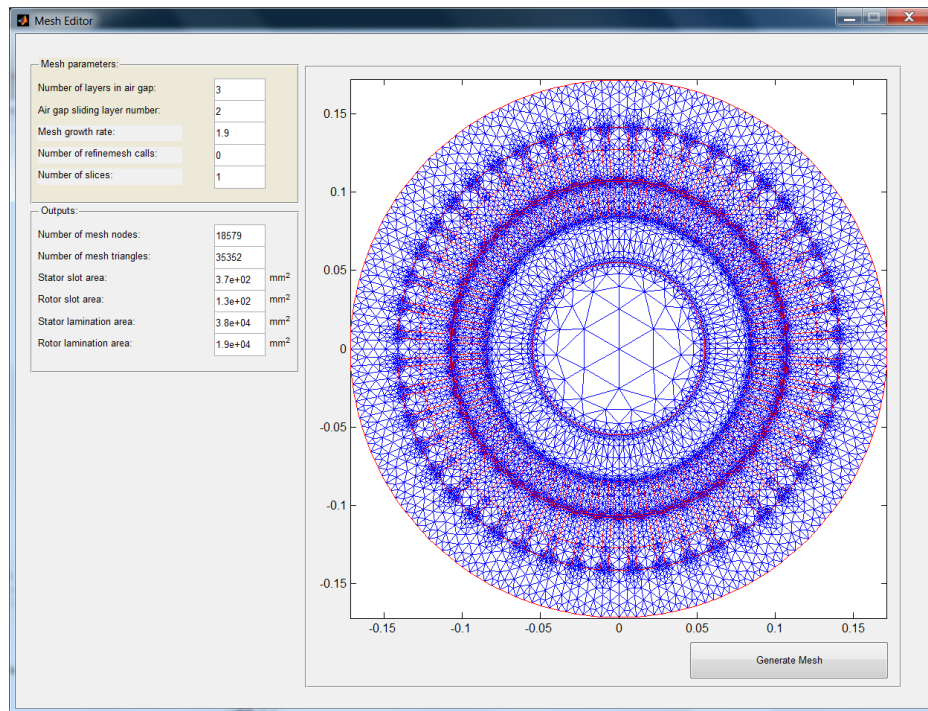 Mesh Editor
Mesh parameters:
Number of layers in air gap: 3
Air gap sliding layer number: 2
Mesh growth rate: 1.9
Number of refinemesh calls: 0
Number of slices: 1
Outputs:
Number of mesh nodes: 18579
Number of mesh triangles: 35352
Stator slot area: 3.7e+02 mm²
Rotor slot area: 1.3e+02 mm²
Stator lamination area: 3.8e+04 mm²
Rotor lamination area: 1.9e+04 mm²
0.15
0.1
0.05
0
-0.05
-0.1
-0.15
-0.15 -0.1 -0.05 0 0.05 0.1 0.15
Generate Mesh